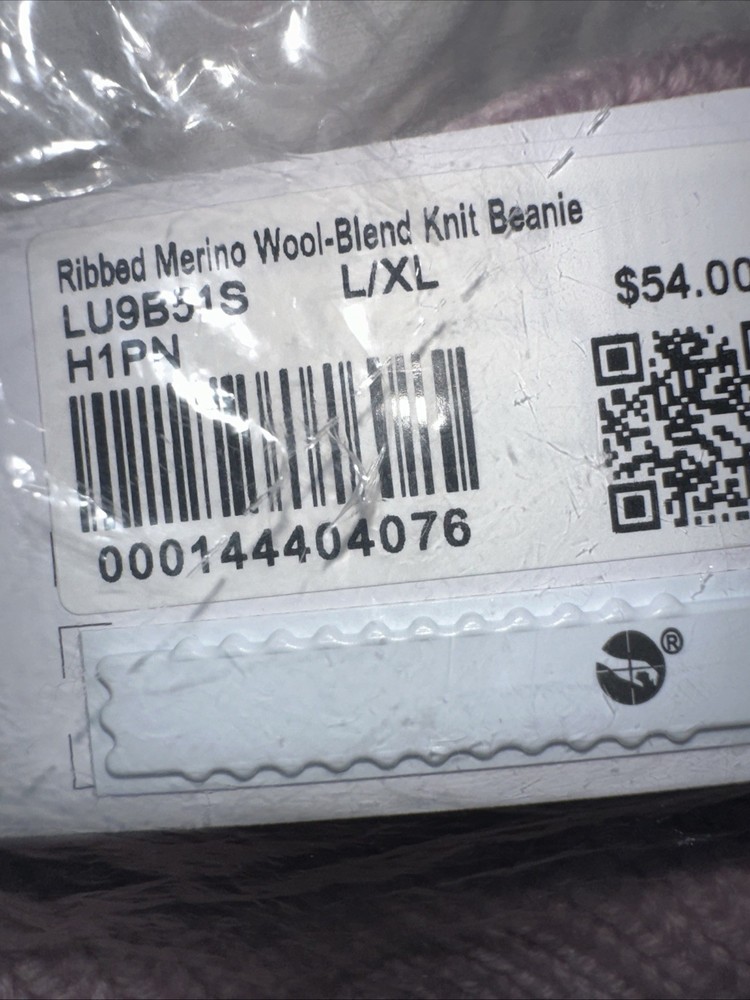 Ribbed Merino Wool-Blend Knit Beanie
LU9B51S L/XL $54.00
H1PN
000144404076
®